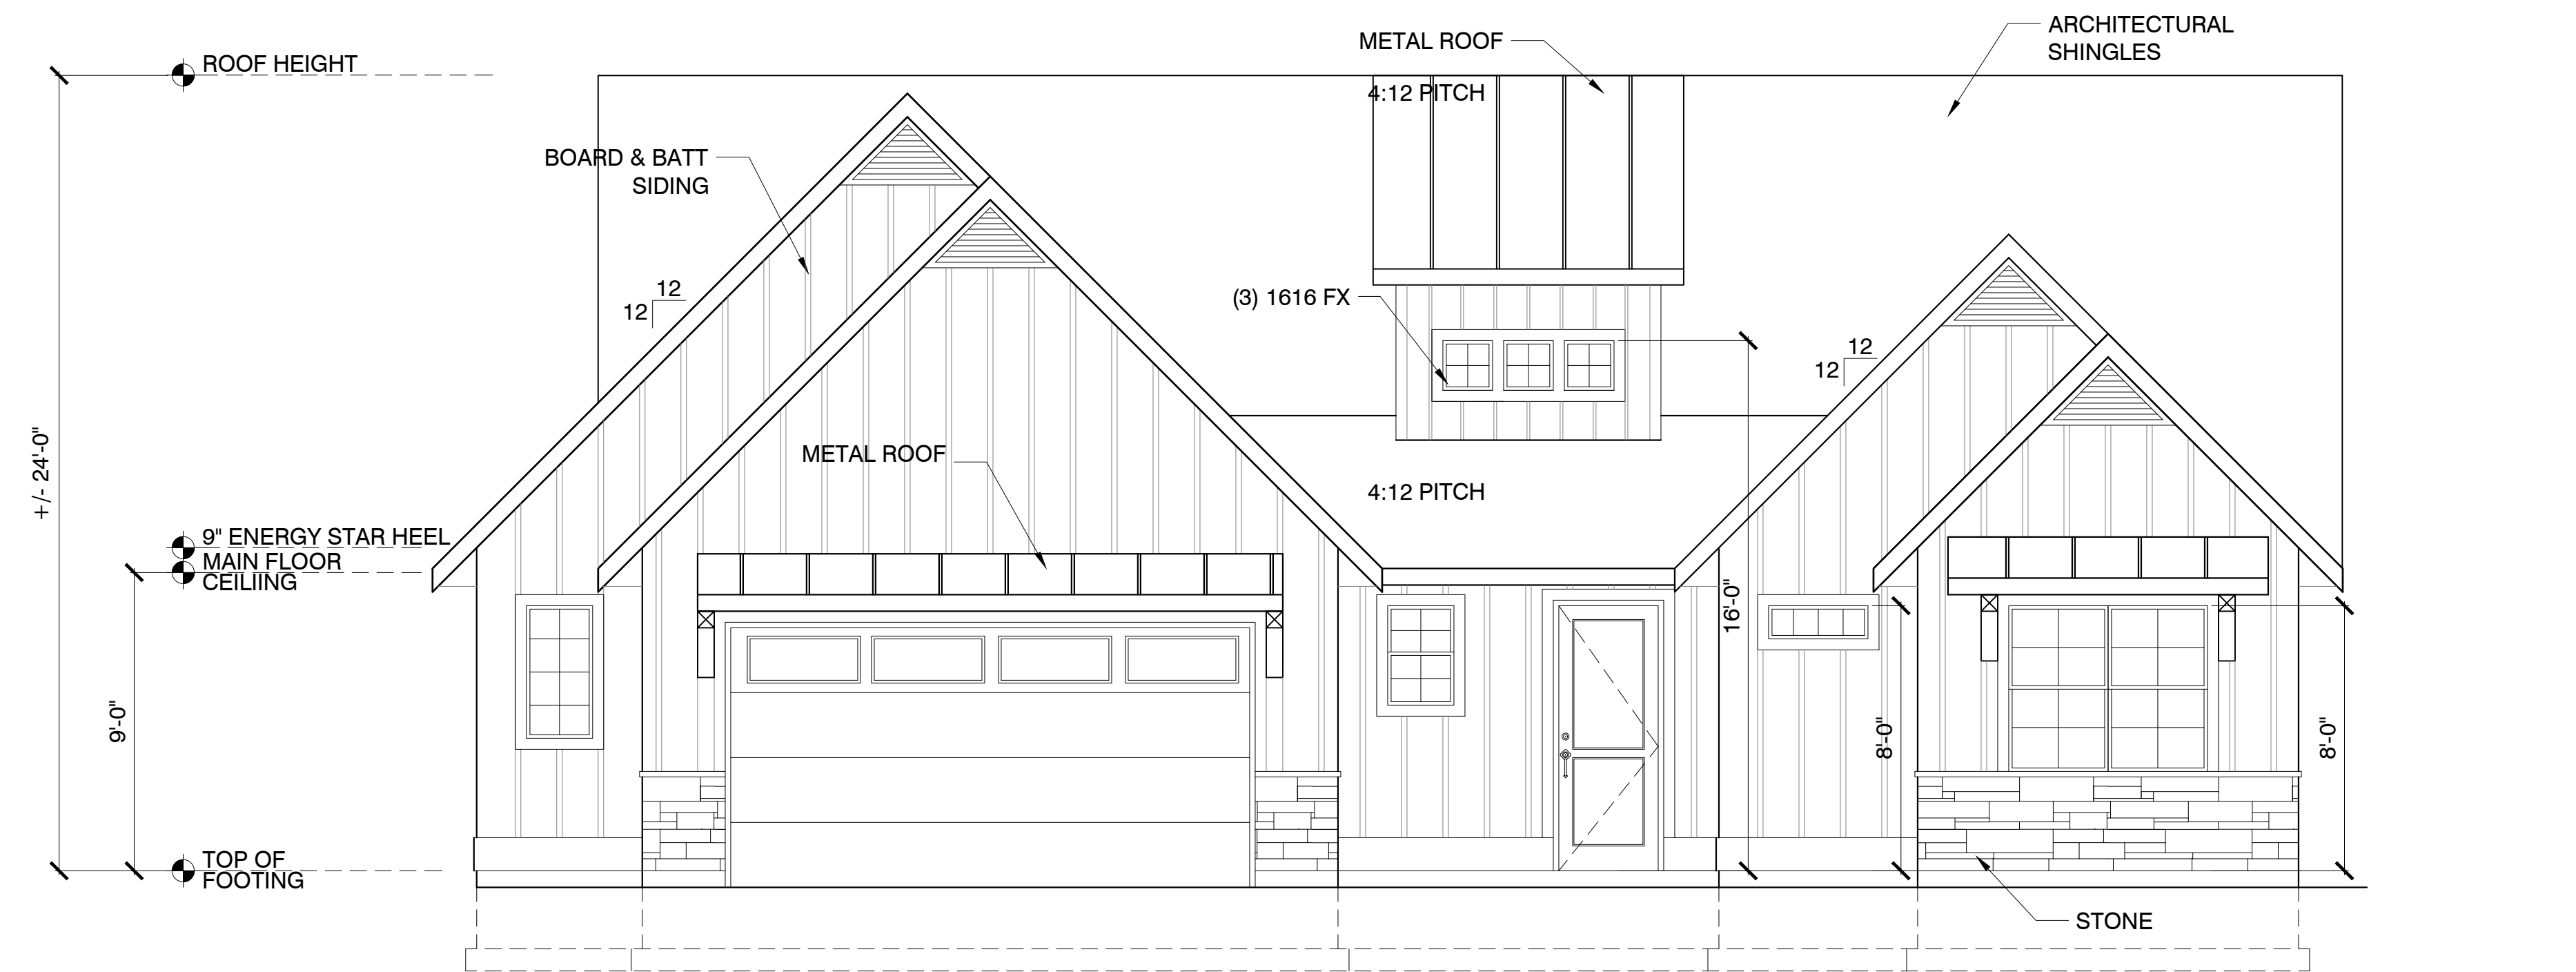 ARCHITECTURAL
SHINGLES
METAL ROOF
ROOF HEIGHT
4:12 PITCH
BOARD & BATT
SIDING
12
12
(3) 1616 FX
12
12
METAL ROOF
+/- 24'-0"
4:12 PITCH
9" ENERGY STAR HEEL
MAIN FLOOR
CEILIING
16'-0"
9'-0"
8'-0"
8'-0"
TOP OF
FOOTING
STONE